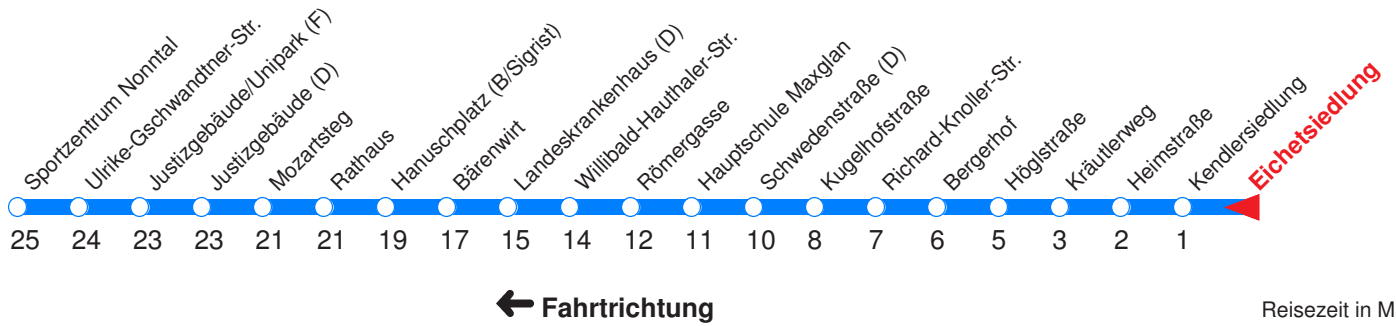 Sportzentrum Nonntal
Ulrike-Gschwandtner-Str.
Justizgebäude/Unipark (F)
Justizgebäude (D)
Mozartsteg
Rathaus
Hanuschplatz (B/Sigrist)
Bärenwirt
Landeskrankenhaus (D)
Willibald-Hauthaler-Str.
Römergasse
Hauptschule Maxglan
Schwedenstraße (D)
Kugelhofstraße
Richard-Knoller-Str.
Bergerhof
Höglstraße
Kräutlerweg
Heimstraße
Kendlersiedlung
Eichetsiedlung
25 24 23 23 21 21 19 17 15 14 12 11 10 8 7 6 5 3 2 1
Fahrtrichtung
Reisezeit in M